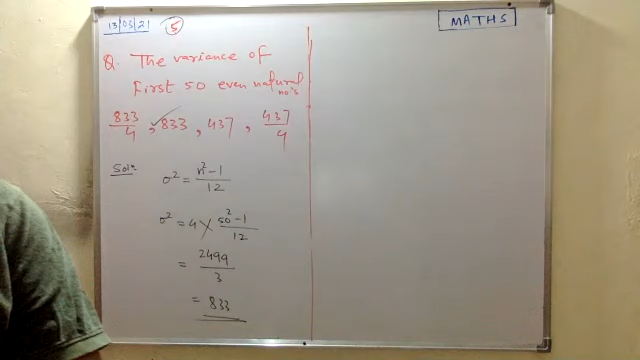 13/03/21 5
MATHS
Q. The variance of
First 50 even natural
no's
833/4, 833, 437, 437/4
Soln
σ² = n²-1/12
σ² = 4 × 50²-1/12
= 2499/3
= 833